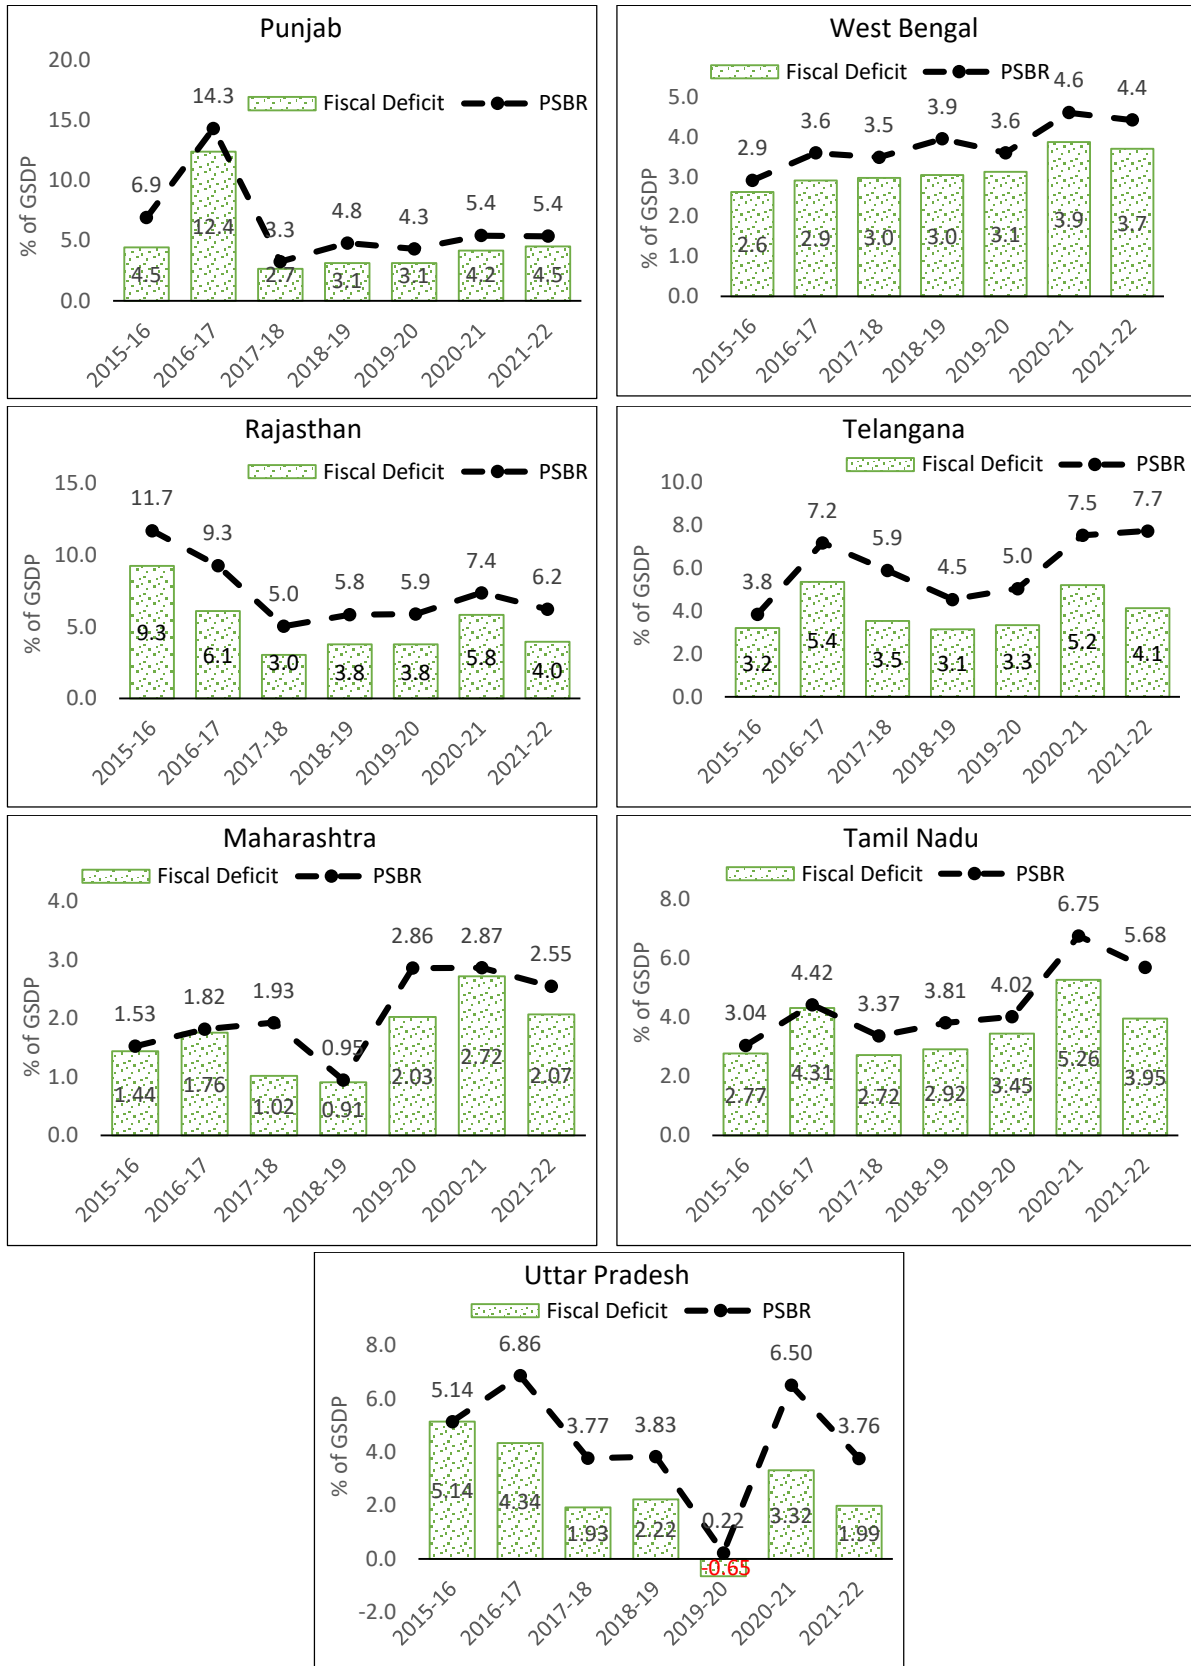 Punjab
Fiscal Deficit PSBR
% of GSDP
20.0
15.0
10.0
5.0
0.0
6.9 14.3 3.3 4.8 4.3 5.4 5.4
4.5 12.4 2.7 3.1 3.1 4.2 4.5
2015-16 2016-17 2017-18 2018-19 2019-20 2020-21 2021-22
West Bengal
Fiscal Deficit PSBR
% of GSDP
5.0
4.0
3.0
2.0
1.0
0.0
2.9 3.6 3.5 3.9 3.6 4.6 4.4
2.6 2.9 3.0 3.0 3.1 3.9 3.7
2015-16 2016-17 2017-18 2018-19 2019-20 2020-21 2021-22
Rajasthan
Fiscal Deficit PSBR
% of GSDP
15.0
10.0
5.0
0.0
11.7 9.3 5.0 5.8 5.9 7.4 6.2
9.3 6.1 3.0 3.8 3.8 5.8 4.0
2015-16 2016-17 2017-18 2018-19 2019-20 2020-21 2021-22
Telangana
Fiscal Deficit PSBR
% of GSDP
10.0
8.0
6.0
4.0
2.0
0.0
3.8 7.2 5.9 4.5 5.0 7.5 7.7
3.2 5.4 3.5 3.1 3.3 5.2 4.1
2015-16 2016-17 2017-18 2018-19 2019-20 2020-21 2021-22
Maharashtra
Fiscal Deficit PSBR
% of GSDP
4.0
3.0
2.0
1.0
0.0
1.53 1.82 1.93 0.95 2.86 2.87 2.55
1.44 1.76 1.02 0.91 2.03 2.72 2.07
2015-16 2016-17 2017-18 2018-19 2019-20 2020-21 2021-22
Tamil Nadu
Fiscal Deficit PSBR
% of GSDP
8.0
6.0
4.0
2.0
0.0
3.04 4.42 3.37 3.81 4.02 6.75 5.68
2.77 4.31 2.72 2.92 3.45 5.26 3.95
2015-16 2016-17 2017-18 2018-19 2019-20 2020-21 2021-22
Uttar Pradesh
Fiscal Deficit PSBR
% of GSDP
8.0
6.0
4.0
2.0
0.0
-2.0
5.14 6.86 3.77 3.83 0.22 6.50 3.76
5.14 4.34 1.93 2.22 -0.65 3.32 1.99
2015-16 2016-17 2017-18 2018-19 2019-20 2020-21 2021-22